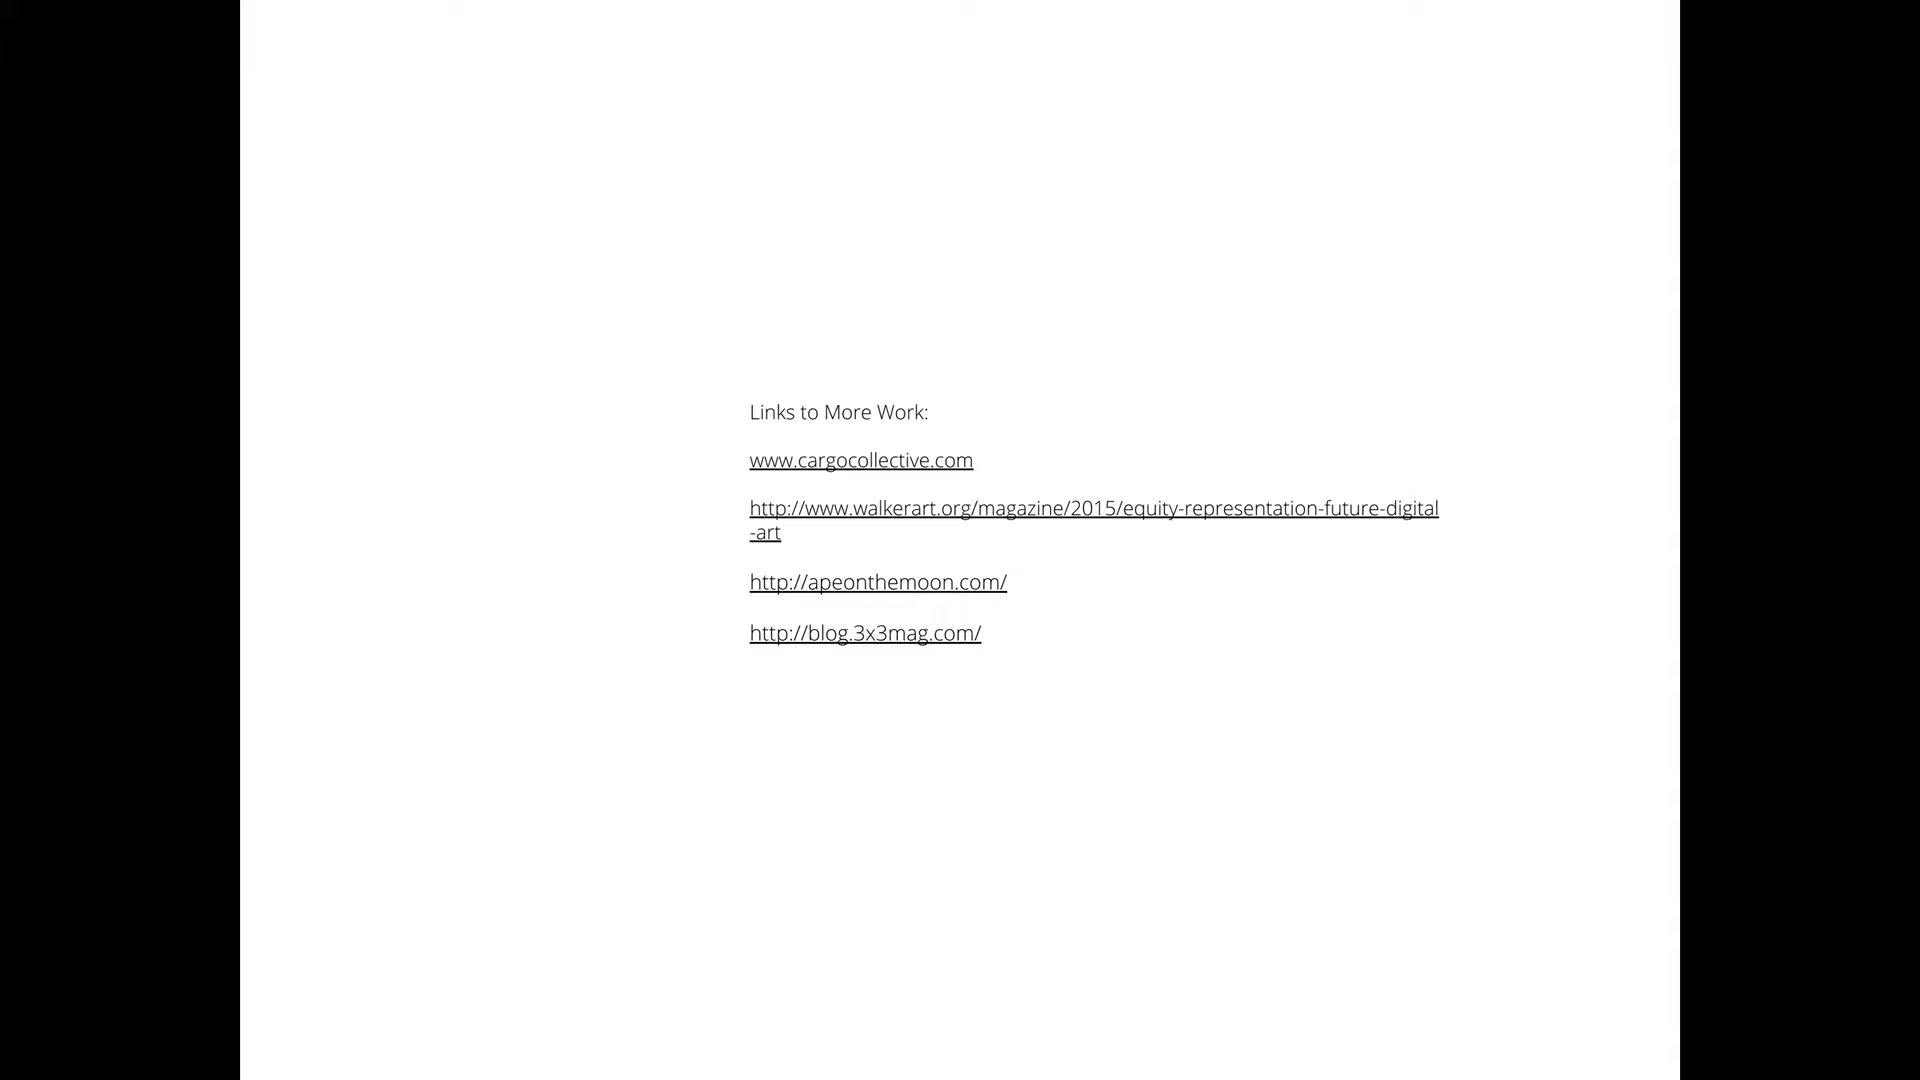 Links to More Work:
www.cargocollective.com
http://www.walkerart.org/magazine/2015/equity-representation-future-digital
-art
http://apeonthemoon.com/
http://blog.3x3mag.com/